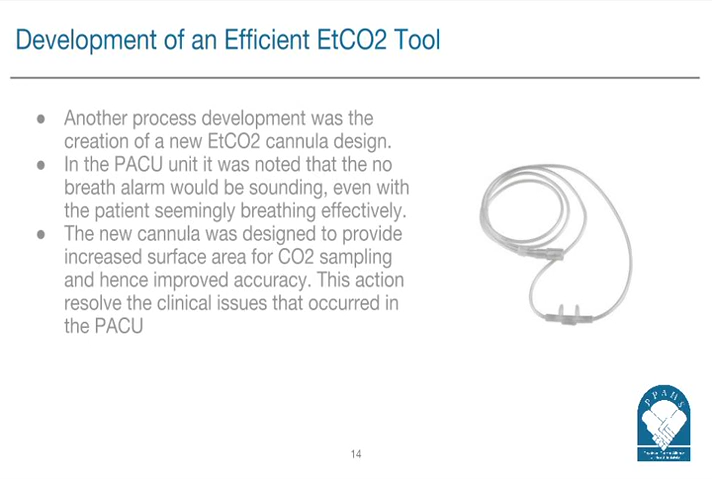 Development of an Efficient EtCO2 Tool
● Another process development was the
creation of a new EtCO2 cannula design.
● In the PACU unit it was noted that the no
breath alarm would be sounding, even with
the patient seemingly breathing effectively.
● The new cannula was designed to provide
increased surface area for CO2 sampling
and hence improved accuracy. This action
resolve the clinical issues that occurred in
the PACU
PPAHS
14